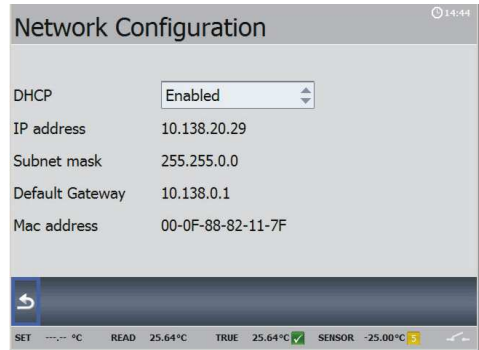 14:44
Network Configuration
DHCP Enabled
IP address 10.138.20.29
Subnet mask 255.255.0.0
Default Gateway 10.138.0.1
Mac address 00-0F-88-82-11-7F
SET ---.-- °C READ 25.64°C TRUE 25.64°C SENSOR -25.00°C S